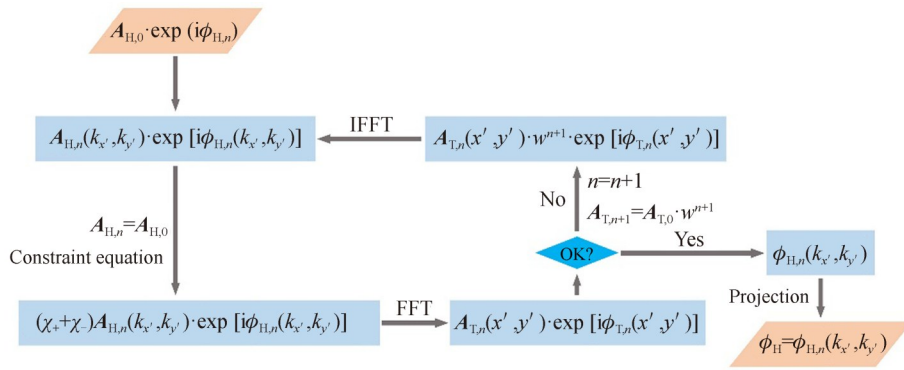 A_{H,0}·exp (iϕ_{H,n})
IFFT
A_{H,n}(k_{x′},k_{y′})·exp [iϕ_{H,n}(k_{x′},k_{y′})]
A_{T,n}(x′,y′)·w^{n+1}·exp [iϕ_{T,n}(x′,y′)]
No
n=n+1
A_{T,n+1}=A_{T,0}·w^{n+1}
A_{H,n}=A_{H,0}
Constraint equation
OK?
Yes
ϕ_{H,n}(k_{x′},k_{y′})
Projection
(χ_++χ_-)A_{H,n}(k_{x′},k_{y′})·exp [iϕ_{H,n}(k_{x′},k_{y′})]
FFT
A_{T,n}(x′,y′)·exp [iϕ_{T,n}(x′,y′)]
ϕ_H=ϕ_{H,n}(k_{x′},k_{y′})